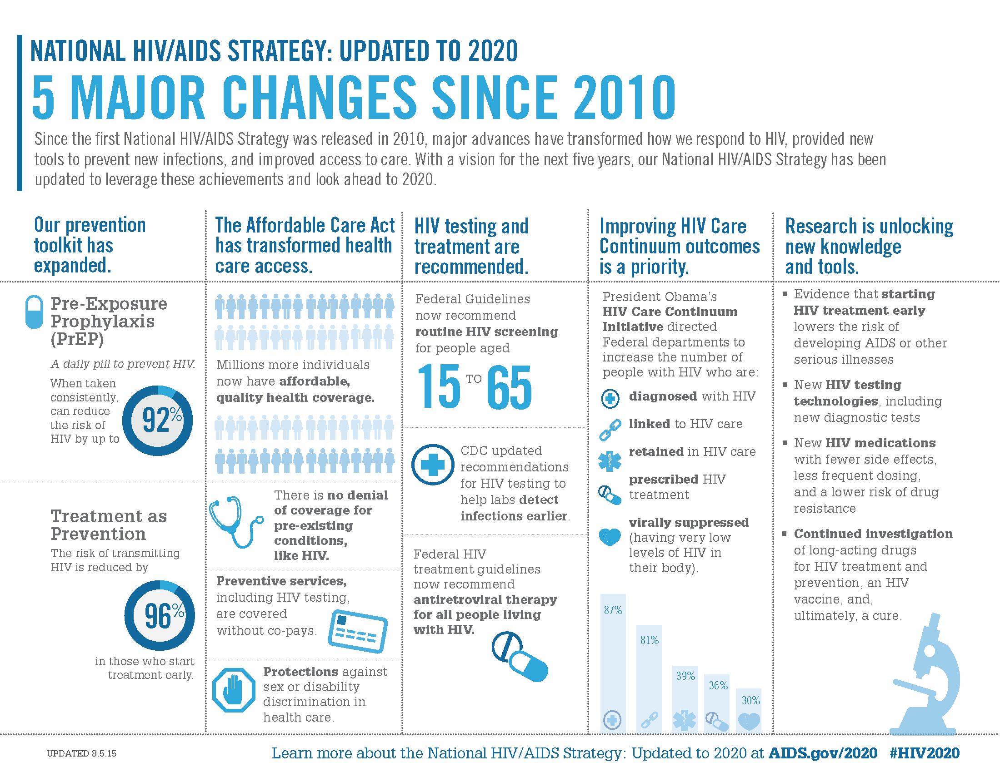 NATIONAL HIV/AIDS STRATEGY: UPDATED TO 2020
5 MAJOR CHANGES SINCE 2010
Since the first National HIV/AIDS Strategy was released in 2010, major advances have transformed how we respond to HIV, provided new
tools to prevent new infections, and improved access to care. With a vision for the next five years, our National HIV/AIDS Strategy has been
updated to leverage these achievements and look ahead to 2020.
Our prevention
toolkit has
expanded.
Pre-Exposure
Prophylaxis
(PrEP)
A daily pill to prevent HIV.
When taken
consistently,
can reduce
the risk of
HIV by up to
92%
Treatment as
Prevention
The risk of transmitting
HIV is reduced by
96%
in those who start
treatment early.
The Affordable Care Act
has transformed health
care access.
Millions more individuals
now have affordable,
quality health coverage.
There is no denial
of coverage for
pre-existing
conditions,
like HIV.
Preventive services,
including HIV testing,
are covered
without co-pays.
Protections against
sex or disability
discrimination in
health care.
HIV testing and
treatment are
recommended.
Federal Guidelines
now recommend
routine HIV screening
for people aged
15 TO 65
CDC updated
recommendations
for HIV testing to
help labs detect
infections earlier.
Federal HIV
treatment guidelines
now recommend
antiretroviral therapy
for all people living
with HIV.
Improving HIV Care
Continuum outcomes
is a priority.
President Obama's
HIV Care Continuum
Initiative directed
Federal departments to
increase the number of
people with HIV who are:
diagnosed with HIV
linked to HIV care
retained in HIV care
prescribed HIV
treatment
virally suppressed
(having very low
levels of HIV in
their body).
87%
81%
39%
36%
30%
Research is unlocking
new knowledge
and tools.
▪ Evidence that starting
HIV treatment early
lowers the risk of
developing AIDS or other
serious illnesses
▪ New HIV testing
technologies, including
new diagnostic tests
▪ New HIV medications
with fewer side effects,
less frequent dosing,
and a lower risk of drug
resistance
▪ Continued investigation
of long-acting drugs
for HIV treatment and
prevention, an HIV
vaccine, and,
ultimately, a cure.
UPDATED 8.5.15
Learn more about the National HIV/AIDS Strategy: Updated to 2020 at AIDS.gov/2020 #HIV2020